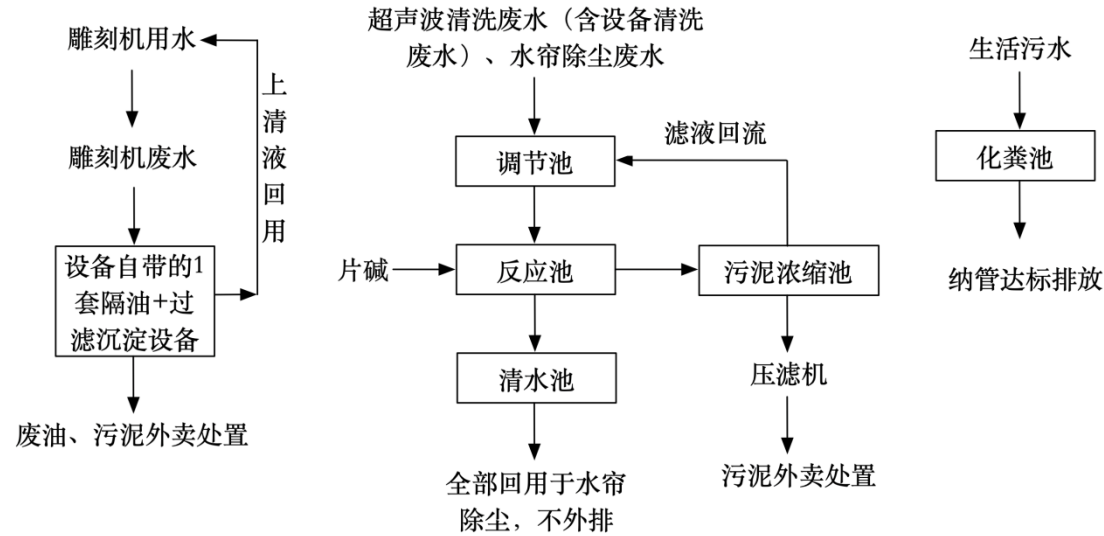 雕刻机用水
上清液回用
雕刻机废水
设备自带的1
套隔油+过
滤沉淀设备
废油、污泥外卖处置
超声波清洗废水（含设备清洗
废水）、水帘除尘废水
调节池
滤液回流
片碱
反应池
污泥浓缩池
清水池
压滤机
全部回用于水帘
除尘，不外排
污泥外卖处置
生活污水
化粪池
纳管达标排放